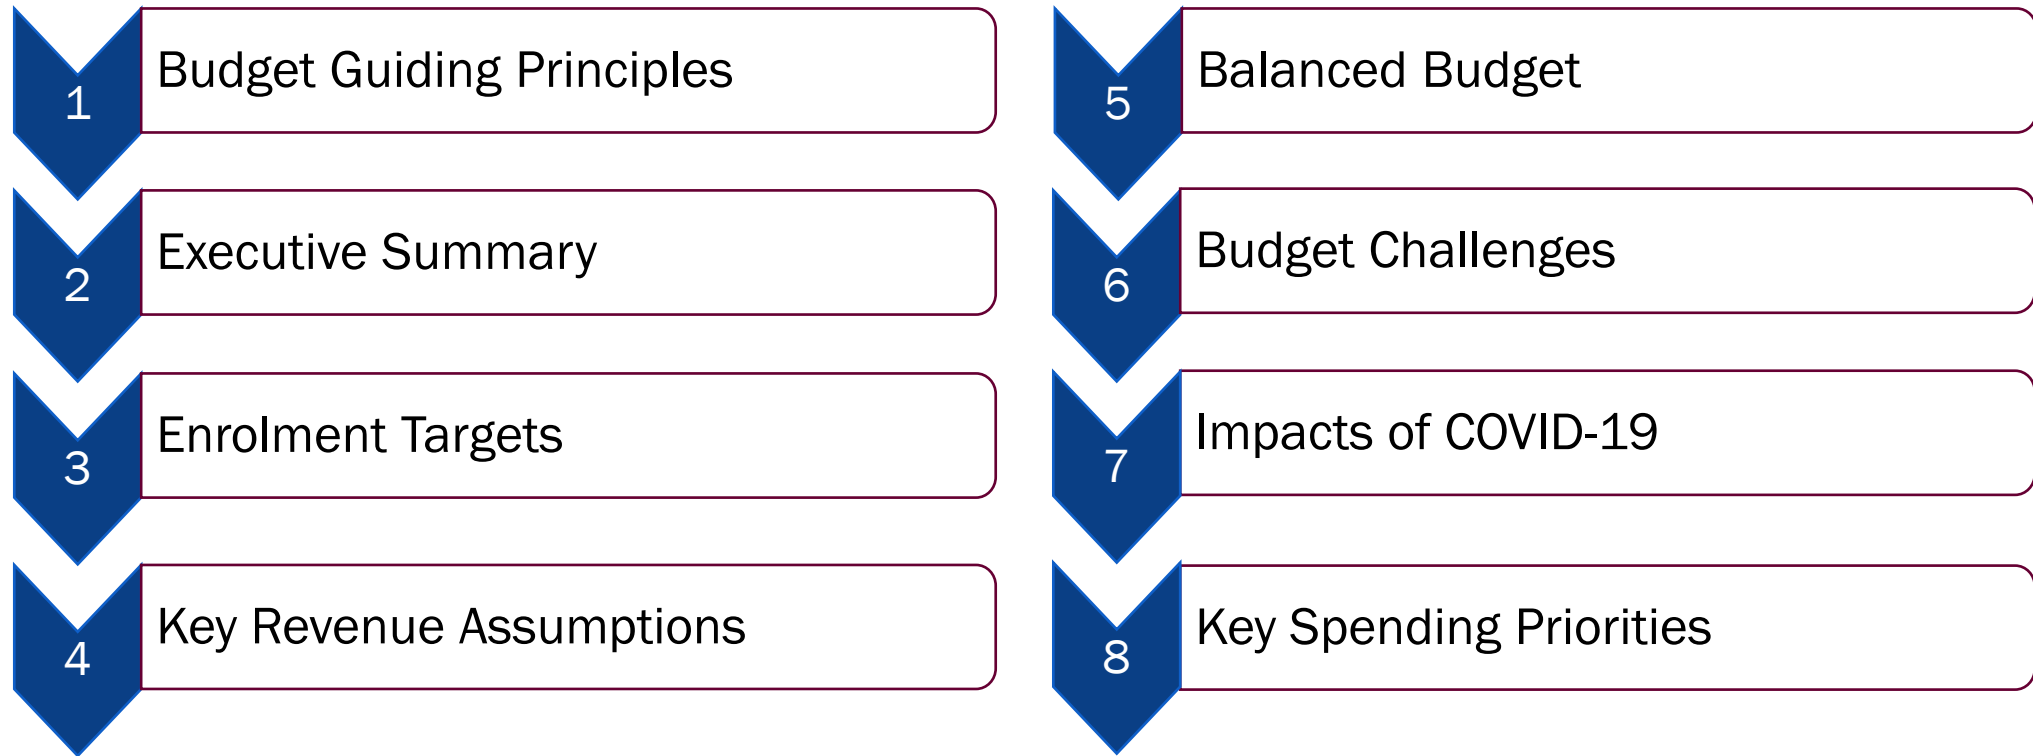 1
Budget Guiding Principles
2
Executive Summary
3
Enrolment Targets
4
Key Revenue Assumptions
5
Balanced Budget
6
Budget Challenges
7
Impacts of COVID-19
8
Key Spending Priorities